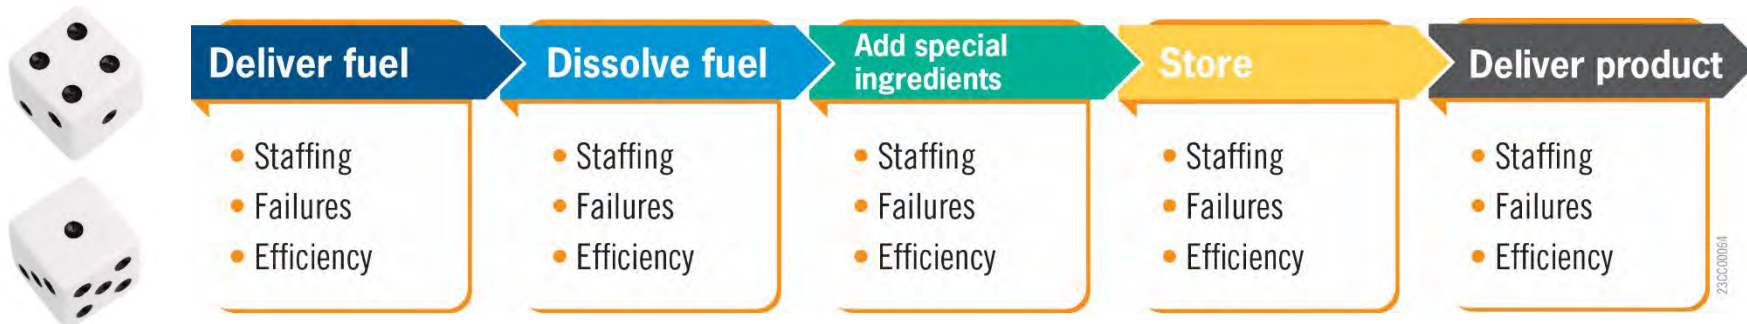 Deliver fuel
Staffing
Failures
Efficiency
Dissolve fuel
Staffing
Failures
Efficiency
Add special
ingredients
Staffing
Failures
Efficiency
Store
Staffing
Failures
Efficiency
Deliver product
Staffing
Failures
Efficiency
23CC00064